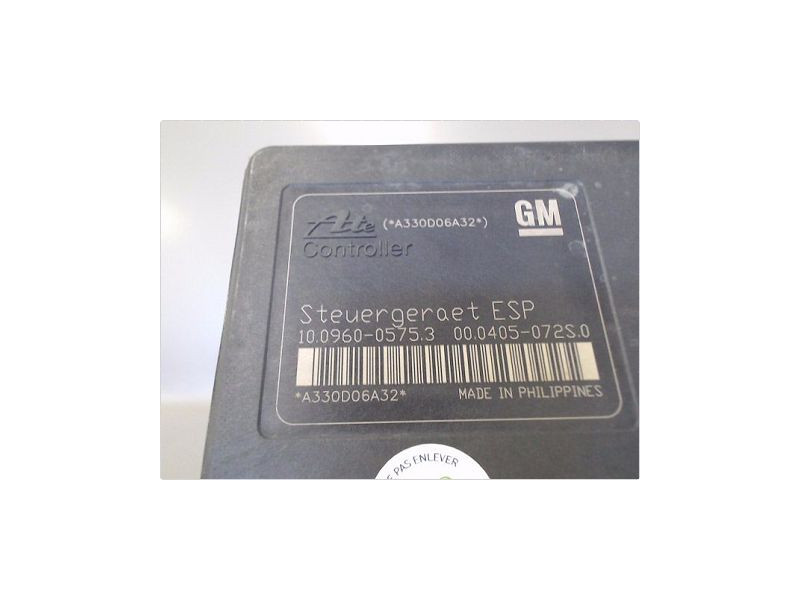 Ate (*A330D06A32*) GM
Controller
Steuergeraet ESP
10.0960-0575.3 00.0405-072S.0
*A330D06A32* MADE IN PHILIPPINES
PAS ENLEVER